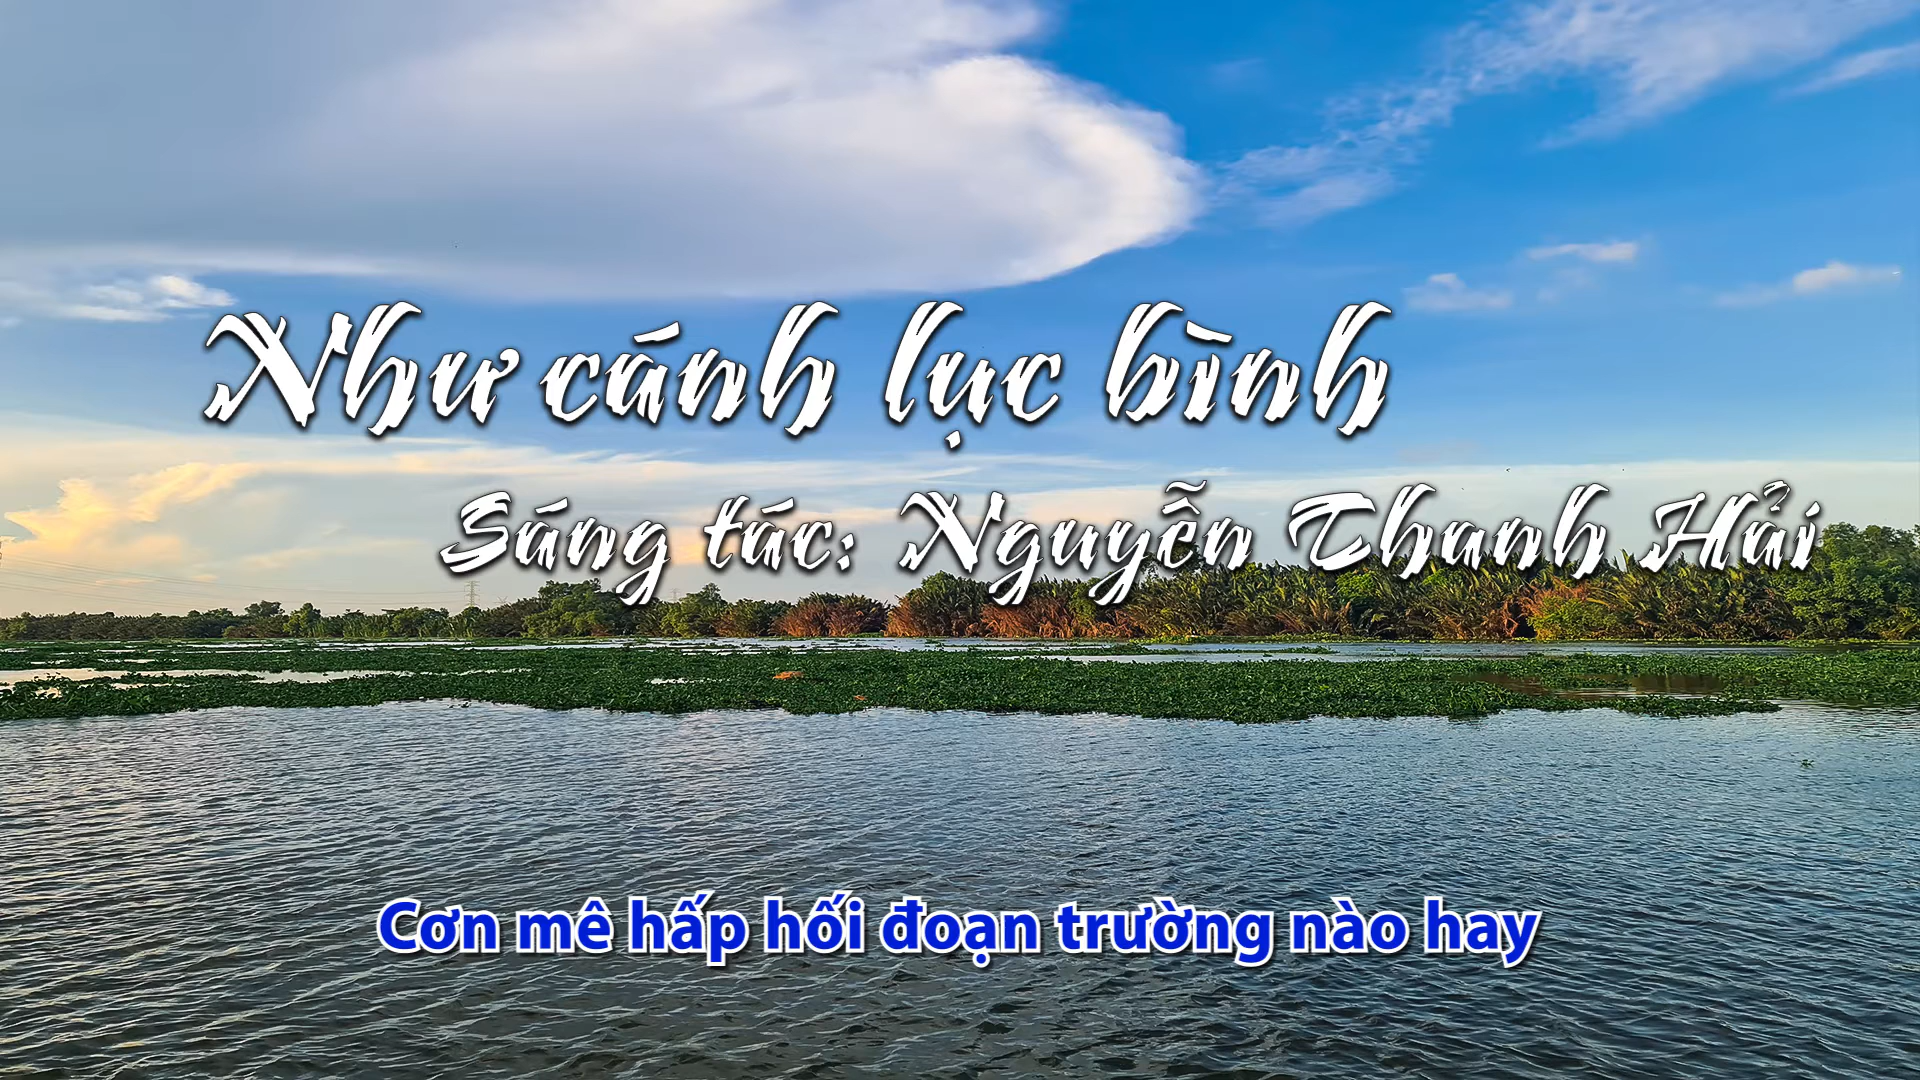 Như cánh lục bình
Sáng tác: Nguyễn Thanh Hải
Cơn mê hấp hối đoạn trường nào hay